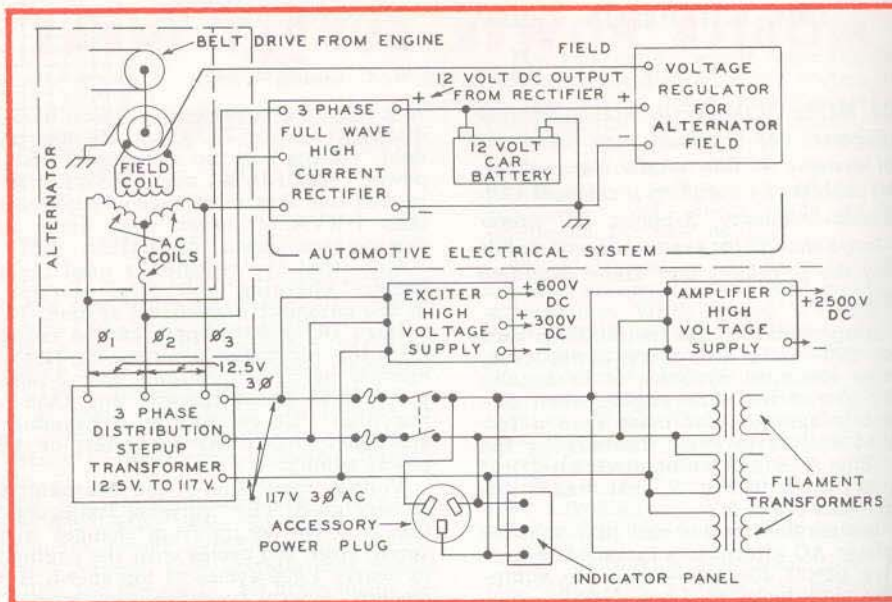 BELT DRIVE FROM ENGINE
FIELD
12 VOLT DC OUTPUT
FROM RECTIFIER
+
+
−
VOLTAGE
REGULATOR
FOR
ALTERNATOR
FIELD
3 PHASE
FULL WAVE
HIGH
CURRENT
RECTIFIER
−
12 VOLT
CAR
BATTERY
ALTERNATOR
FIELD
COIL
AC
COILS
AUTOMOTIVE ELECTRICAL SYSTEM
Ø1
Ø2
Ø3
12.5V
3Ø
EXCITER
HIGH
VOLTAGE
SUPPLY
+600V
DC
+300V
DC
−
AMPLIFIER
HIGH
VOLTAGE
SUPPLY
+2500V
DC
−
3 PHASE
DISTRIBUTION
STEPUP
TRANSFORMER
12.5V. TO 117V.
117V 3Ø AC
ACCESSORY
POWER PLUG
INDICATOR PANEL
FILAMENT
TRANSFORMERS